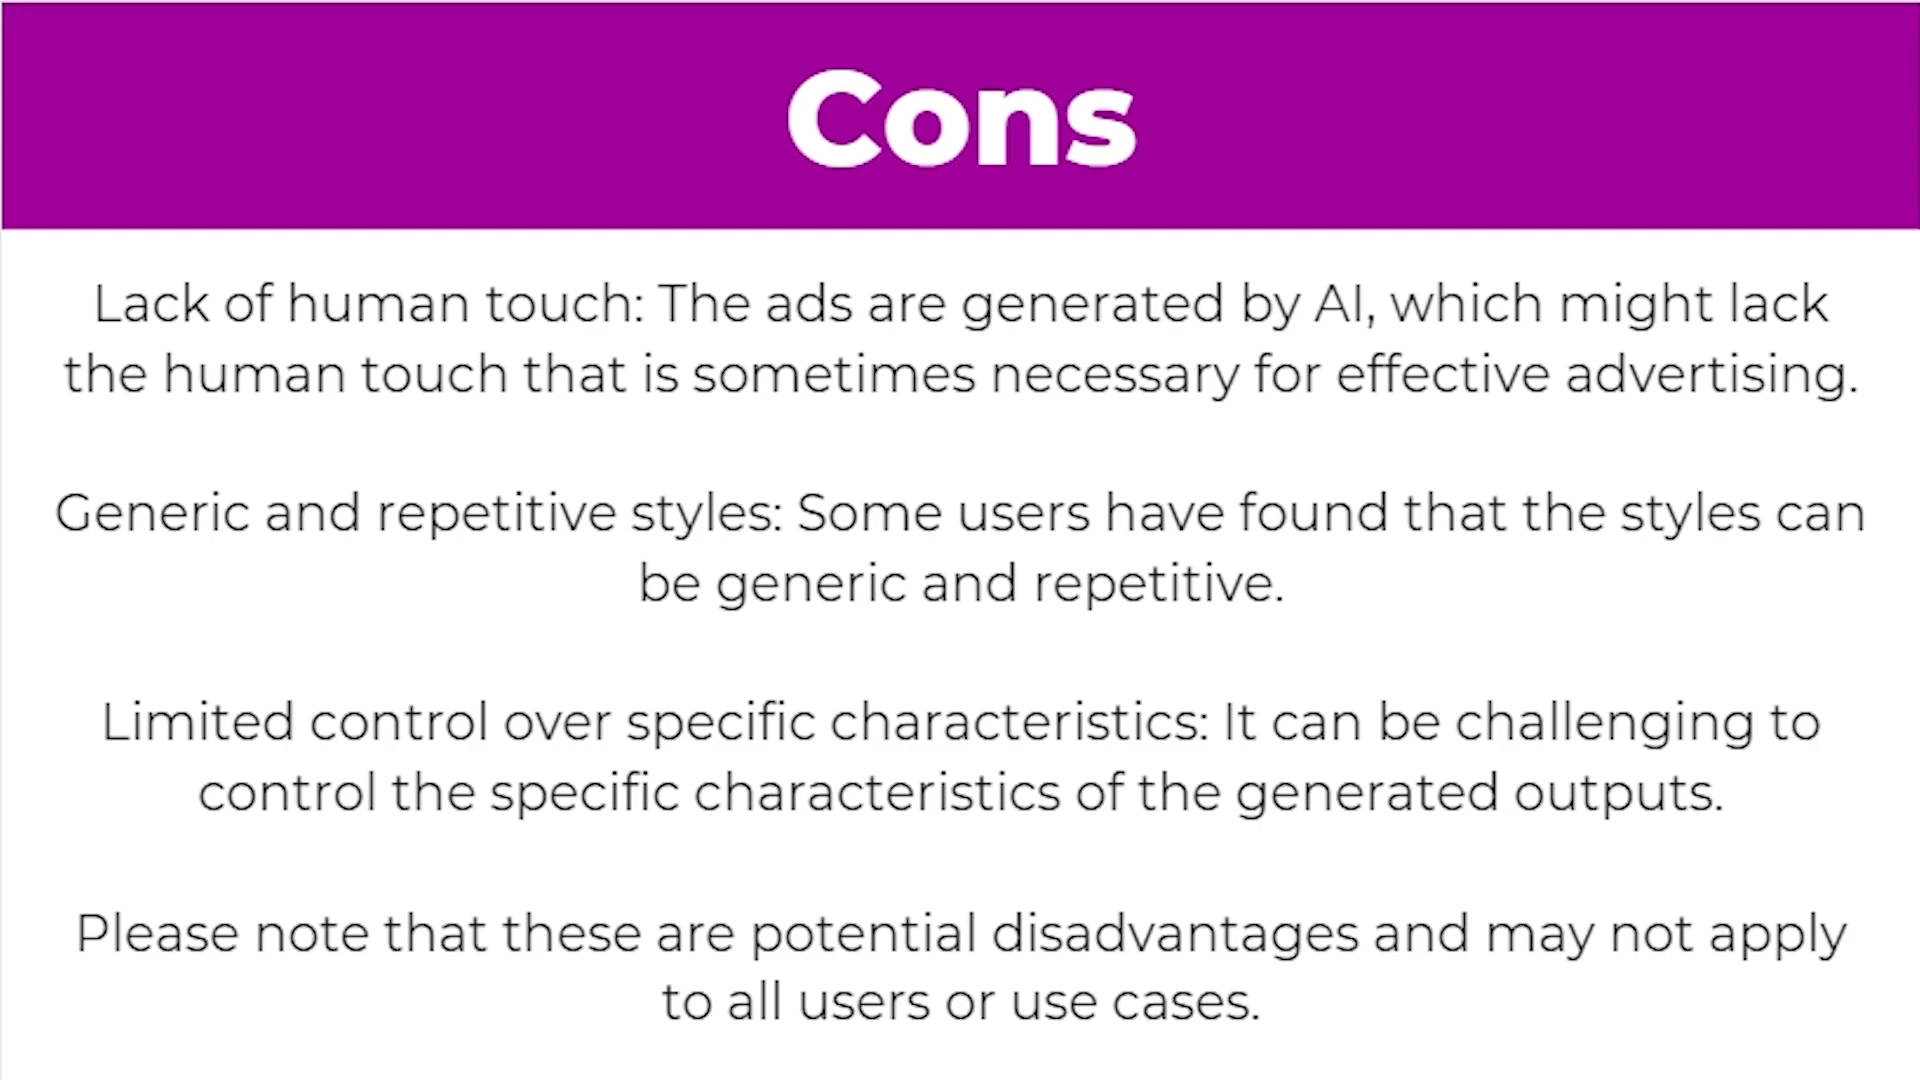 Cons
Lack of human touch: The ads are generated by AI, which might lack
the human touch that is sometimes necessary for effective advertising.
Generic and repetitive styles: Some users have found that the styles can
be generic and repetitive.
Limited control over specific characteristics: It can be challenging to
control the specific characteristics of the generated outputs.
Please note that these are potential disadvantages and may not apply
to all users or use cases.